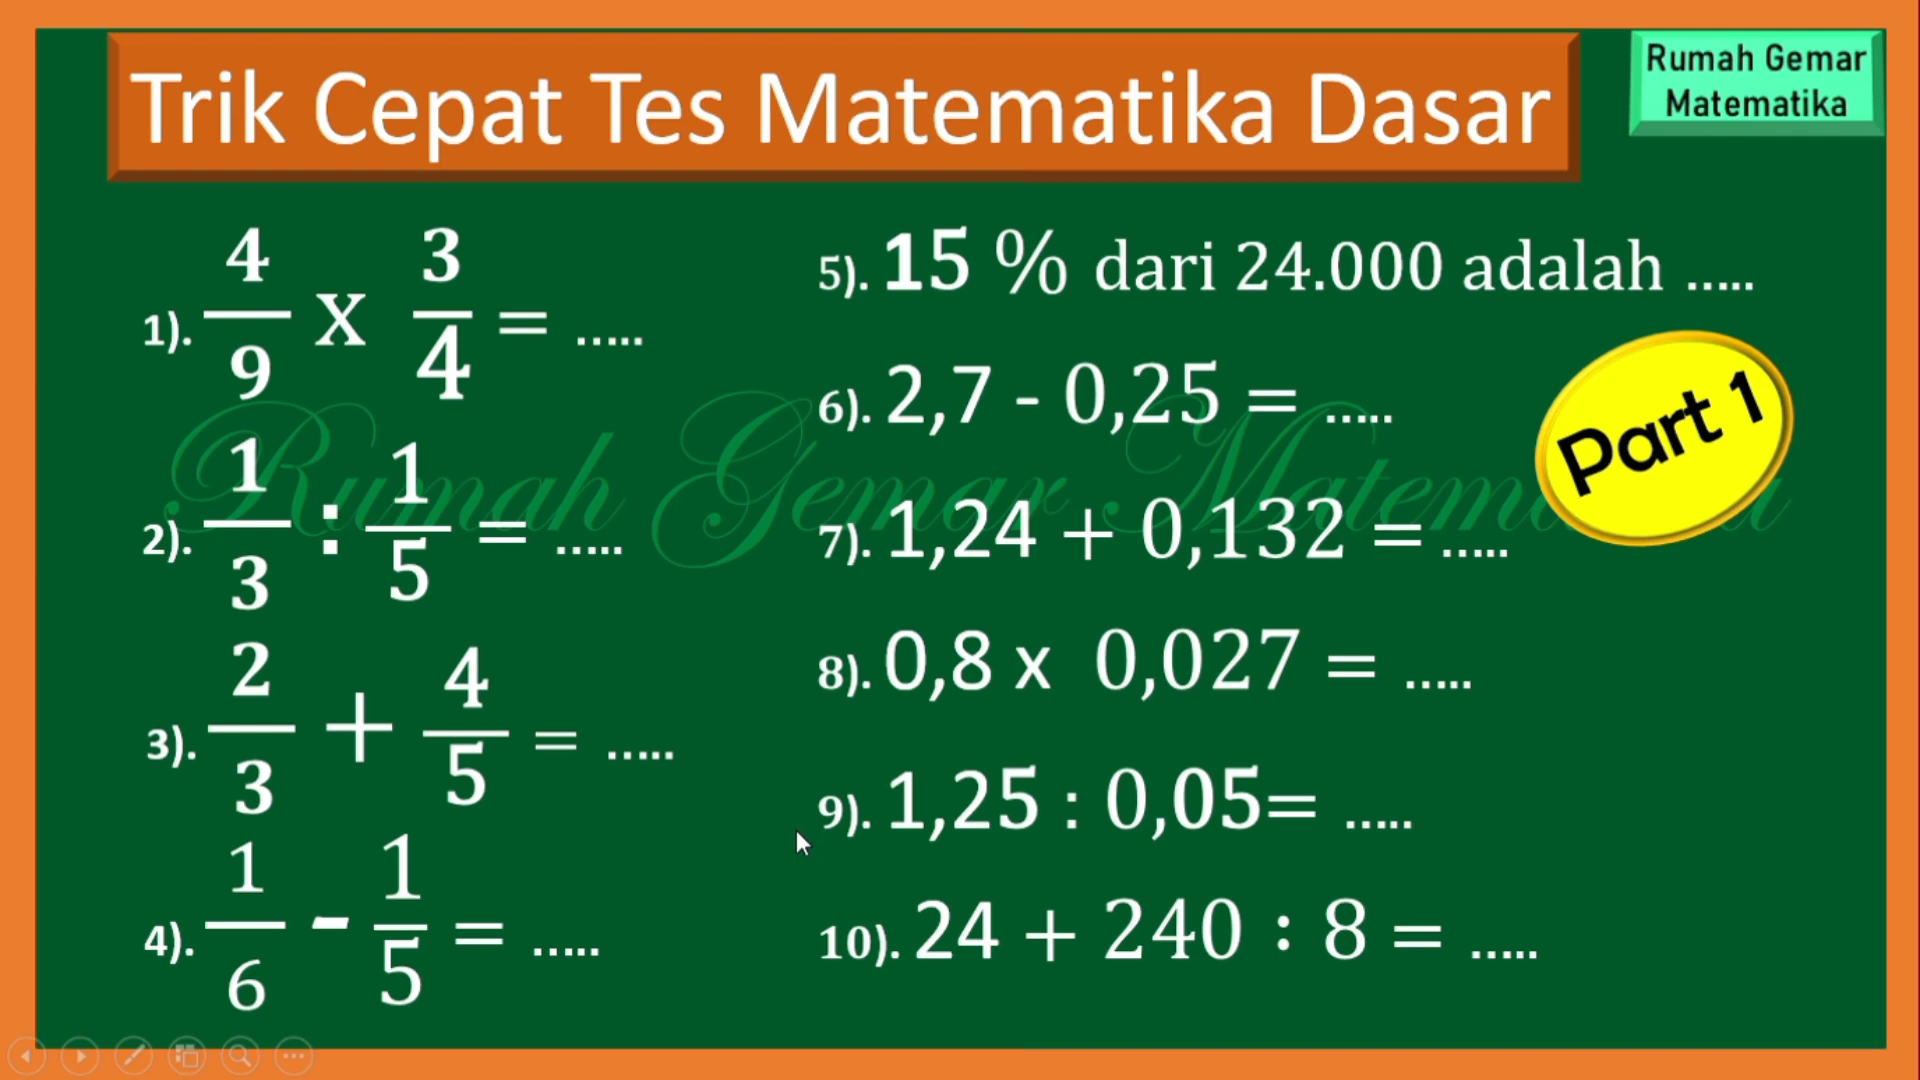 Trik Cepat Tes Matematika Dasar
Rumah Gemar
Matematika
1). 4/9 x 3/4 = .....
2). 1/3 : 1/5 = .....
3). 2/3 + 4/5 = .....
4). 1/6 - 1/5 = .....
5). 15 % dari 24.000 adalah .....
6). 2,7 - 0,25 = .....
7). 1,24 + 0,132 = .....
8). 0,8 x 0,027 = .....
9). 1,25 : 0,05= .....
10). 24 + 240 : 8 = .....
Part 1
Rumah Gemar Matematika